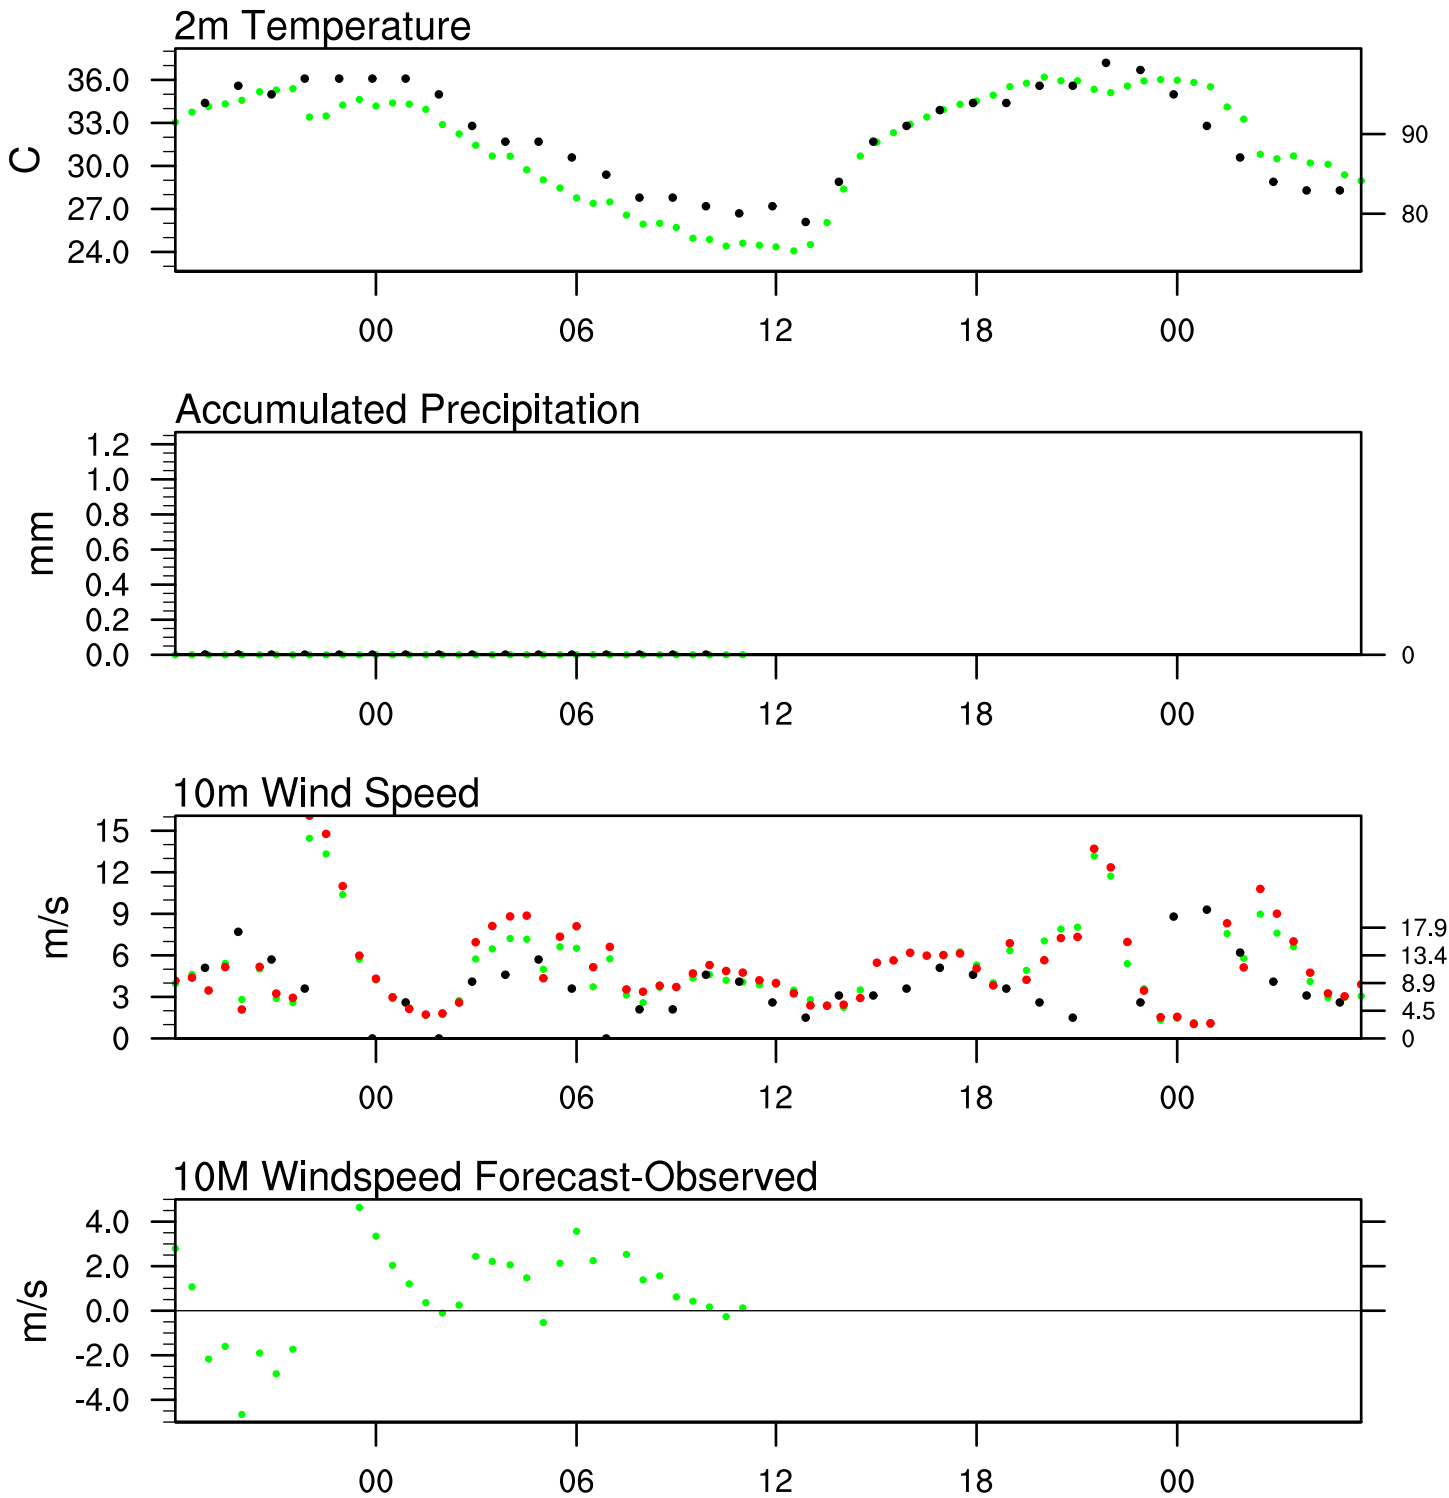 2m Temperature
36.0
33.0
30.0
27.0
24.0
C
90
80
00 06 12 18 00
Accumulated Precipitation
1.2
1.0
0.8
0.6
0.4
0.2
0.0
mm
0
00 06 12 18 00
10m Wind Speed
15
12
9
6
3
0
m/s
17.9
13.4
8.9
4.5
0
00 06 12 18 00
10M Windspeed Forecast-Observed
4.0
2.0
0.0
-2.0
-4.0
m/s
00 06 12 18 00